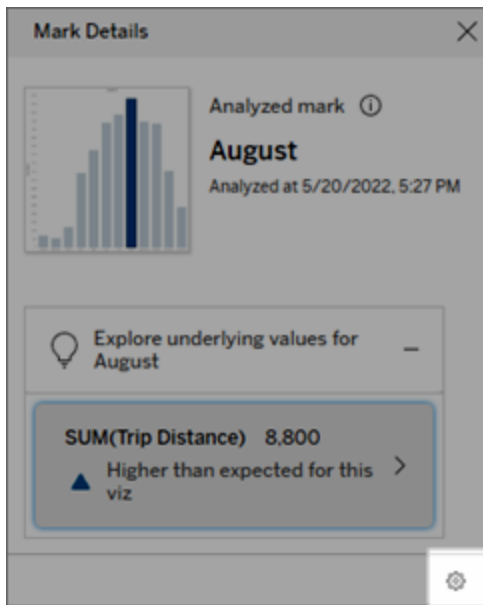 Mark Details
Analyzed mark
August
Analyzed at 5/20/2022, 5:27 PM
Explore underlying values for
August
SUM(Trip Distance) 8,800
Higher than expected for this
viz